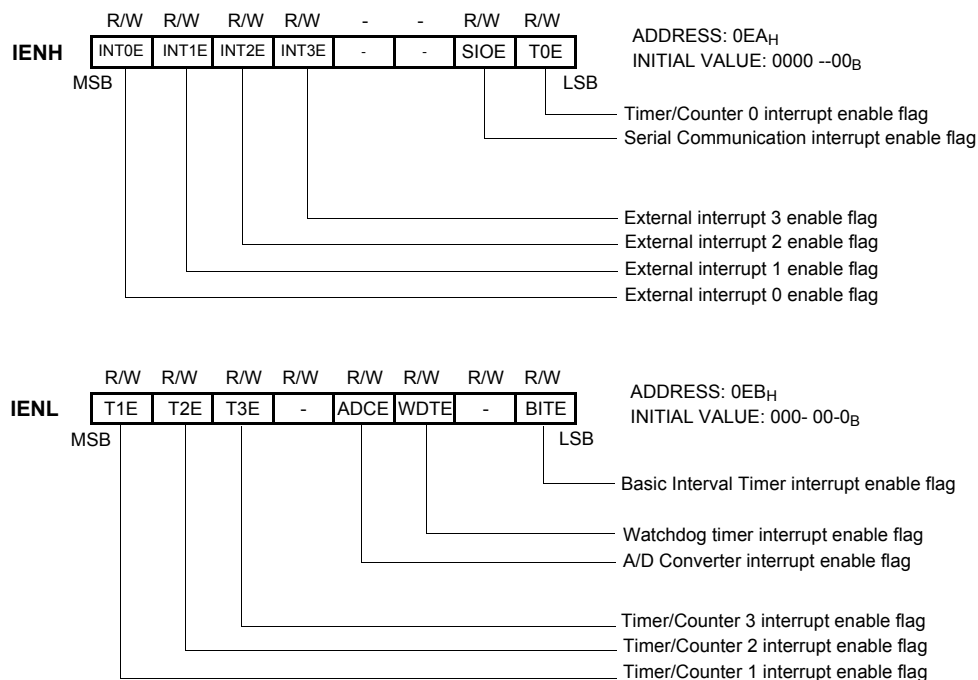 R/W R/W R/W R/W - - R/W R/W
IENH INT0E INT1E INT2E INT3E - - SIOE T0E
ADDRESS: 0EAH
INITIAL VALUE: 0000 --00B
MSB LSB
Timer/Counter 0 interrupt enable flag
Serial Communication interrupt enable flag
External interrupt 3 enable flag
External interrupt 2 enable flag
External interrupt 1 enable flag
External interrupt 0 enable flag
R/W R/W R/W R/W R/W R/W R/W R/W
IENL T1E T2E T3E - ADCE WDTE - BITE
ADDRESS: 0EBH
INITIAL VALUE: 000- 00-0B
MSB LSB
Basic Interval Timer interrupt enable flag
Watchdog timer interrupt enable flag
A/D Converter interrupt enable flag
Timer/Counter 3 interrupt enable flag
Timer/Counter 2 interrupt enable flag
Timer/Counter 1 interrupt enable flag